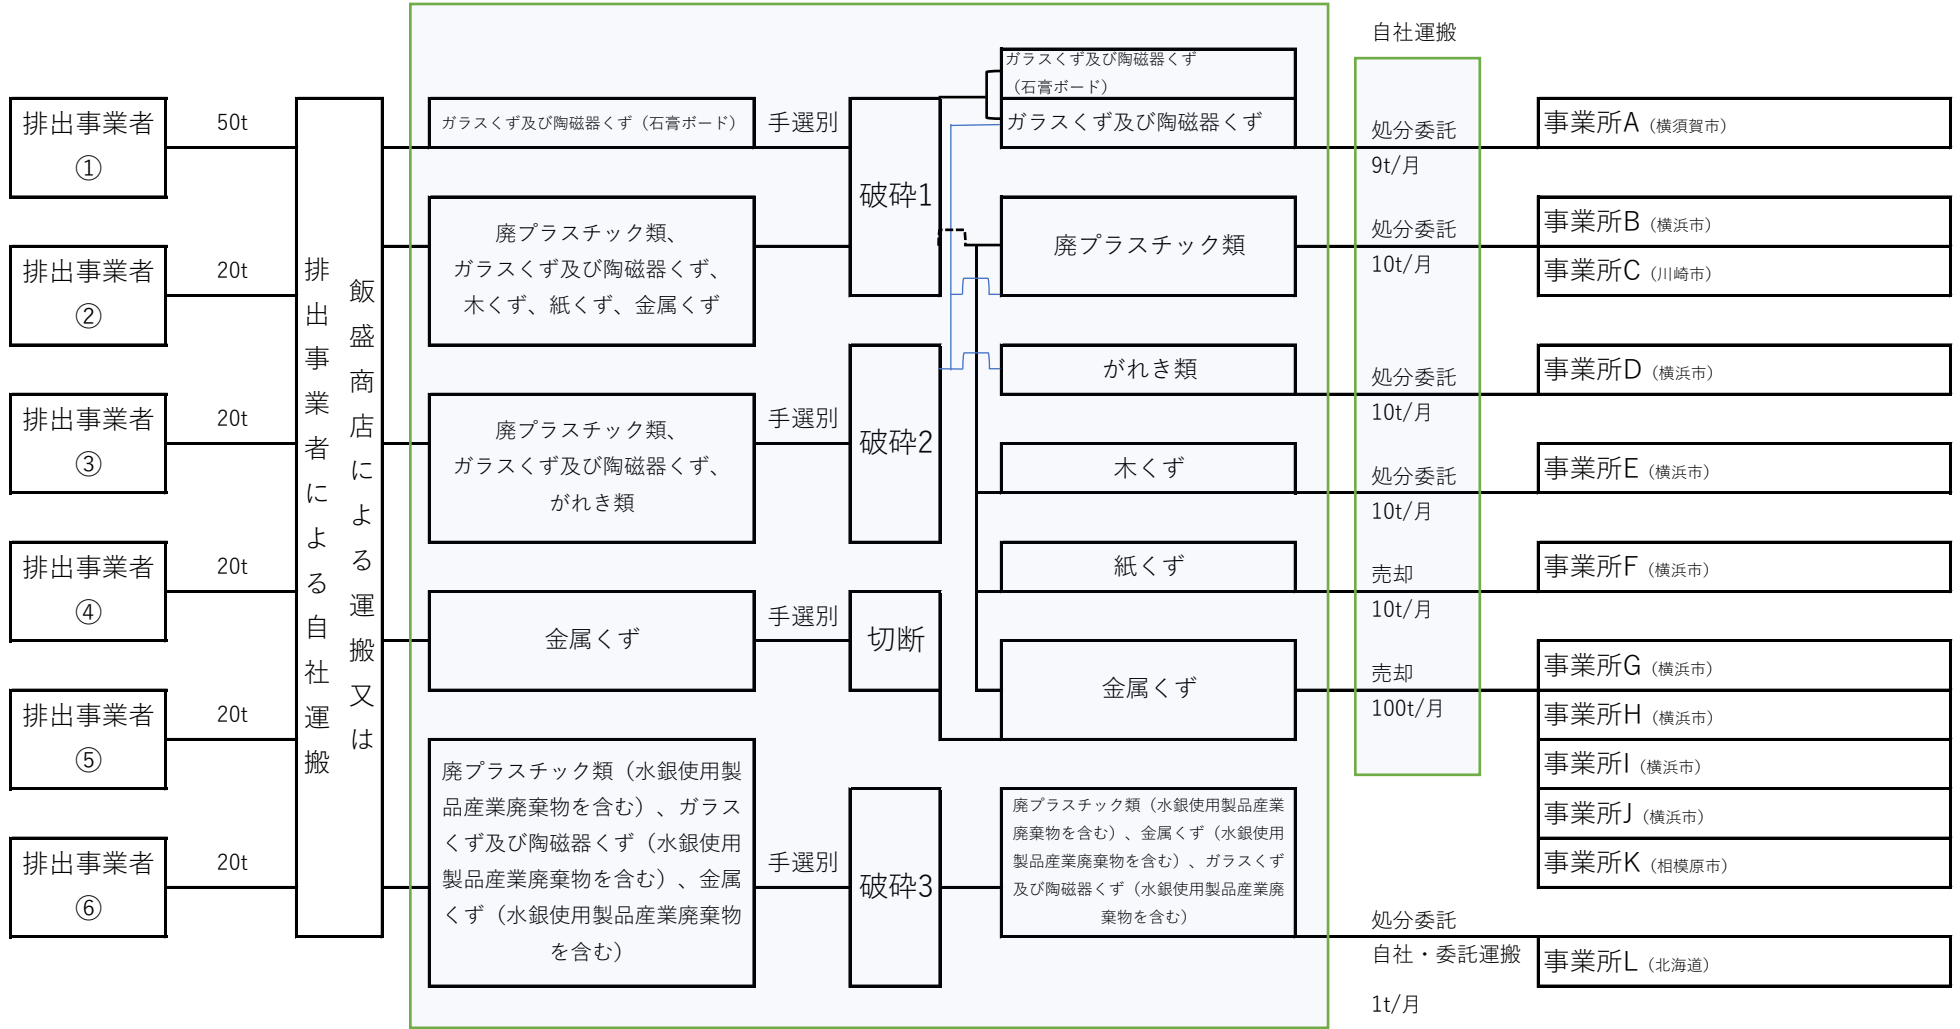 自社運搬
排出事業者
①
50t
排出事業者
②
20t
排出事業者
③
20t
排出事業者
④
20t
排出事業者
⑤
20t
排出事業者
⑥
20t
飯盛商店による運搬又は
排出事業者による自社運搬
ガラスくず及び陶磁器くず（石膏ボード）
手選別
廃プラスチック類、
ガラスくず及び陶磁器くず、
木くず、紙くず、金属くず
破砕1
廃プラスチック類、
ガラスくず及び陶磁器くず、
がれき類
手選別
破砕2
金属くず
手選別
切断
廃プラスチック類（水銀使用製
品産業廃棄物を含む）、ガラス
くず及び陶磁器くず（水銀使用
製品産業廃棄物を含む）、金属
くず（水銀使用製品産業廃棄物
を含む）
手選別
破砕3
ガラスくず及び陶磁器くず
（石膏ボード）
ガラスくず及び陶磁器くず
廃プラスチック類
がれき類
木くず
紙くず
金属くず
廃プラスチック類（水銀使用製品産業
廃棄物を含む）、金属くず（水銀使用
製品産業廃棄物を含む）、ガラスくず
及び陶磁器くず（水銀使用製品産業廃
棄物を含む）
処分委託
9t/月
処分委託
10t/月
処分委託
10t/月
処分委託
10t/月
売却
10t/月
売却
100t/月
処分委託
自社・委託運搬
1t/月
事業所A（横須賀市）
事業所B（横浜市）
事業所C（川崎市）
事業所D（横浜市）
事業所E（横浜市）
事業所F（横浜市）
事業所G（横浜市）
事業所H（横浜市）
事業所I（横浜市）
事業所J（横浜市）
事業所K（相模原市）
事業所L（北海道）